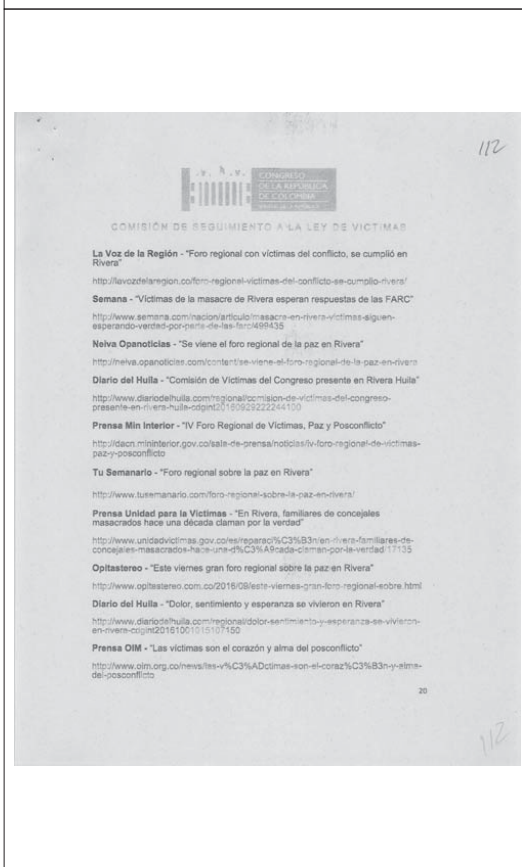 112
CONGRESO
DE LA REPÚBLICA
DE COLOMBIA
COMISIÓN DE SEGUIMIENTO A LA LEY DE VICTIMAS
La Voz de la Región - "Foro regional con víctimas del conflicto, se cumplió en
Rivera"
http://lavozdelaregion.co/foro-regional-victimas-del-conflicto-se-cumplio-rivera/
Semana - "Víctimas de la masacre de Rivera esperan respuestas de las FARC"
http://www.semana.com/nacion/articulo/masacre-en-rivera-victimas-siguen-
esperando-verdad-por-parte-de-las-farc/499435
Neiva Opanoticias - "Se viene el foro regional de la paz en Rivera"
http://neiva.opanoticias.com/content/se-viene-el-foro-regional-de-la-paz-en-rivera
Diario del Huila - "Comisión de Víctimas del Congreso presente en Rivera Huila"
http://www.diariodelhuila.com/regional/comision-de-victimas-del-congreso-
presente-en-rivera-huila-cdgint20160929222244100
Prensa Min Interior - "IV Foro Regional de Víctimas, Paz y Posconflicto"
http://dacn.mininterior.gov.co/sala-de-prensa/noticias/iv-foro-regional-de-victimas-
paz-y-posconflicto
Tu Semanario - "Foro regional sobre la paz en Rivera"
http://www.tusemanario.com/foro-regional-sobre-la-paz-en-rivera/
Prensa Unidad para la Víctimas - "En Rivera, familiares de concejales
masacrados hace una década claman por la verdad"
http://www.unidadvictimas.gov.co/es/reparaci%C3%B3n/en-rivera-familiares-de-
concejales-masacrados-hace-una-d%C3%A9cada-claman-por-la-verdad/17135
Opitastereo - "Este viernes gran foro regional sobre la paz en Rivera"
http://www.opitastereo.com.co/2016/09/este-viernes-gran-foro-regional-sobre.html
Diario del Huila - "Dolor, sentimiento y esperanza se vivieron en Rivera"
http://www.diariodelhuila.com/regional/dolor-sentimiento-y-esperanza-se-vivieron-
en-rivera-cdgint20161001015107150
Prensa OIM - "Las víctimas son el corazón y alma del posconflicto"
http://www.oim.org.co/news/las-v%C3%ADctimas-son-el-coraz%C3%B3n-y-alma-
del-posconflicto
20
112